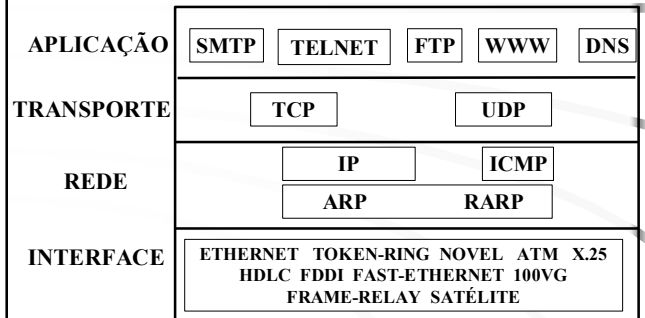 APLICAÇÃO SMTP TELNET FTP WWW DNS
TRANSPORTE TCP UDP
IP ICMP
REDE
ARP RARP
INTERFACE ETHERNET TOKEN-RING NOVEL ATM X.25
HDLC FDDI FAST-ETHERNET 100VG
FRAME-RELAY SATÉLITE